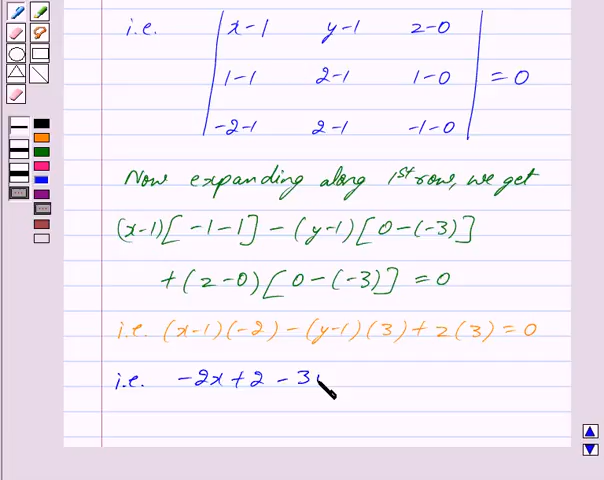 i.e. | x-1 y-1 z-0 |
| 1-1 2-1 1-0 | = 0
| -2-1 2-1 -1-0 |
Now expanding along 1st row, we get
(x-1)[-1-1] - (y-1)[0-(-3)]
+(z-0)[0-(-3)] = 0
i.e. (x-1)(-2) - (y-1)(3) + z(3) = 0
i.e. -2x + 2 - 3